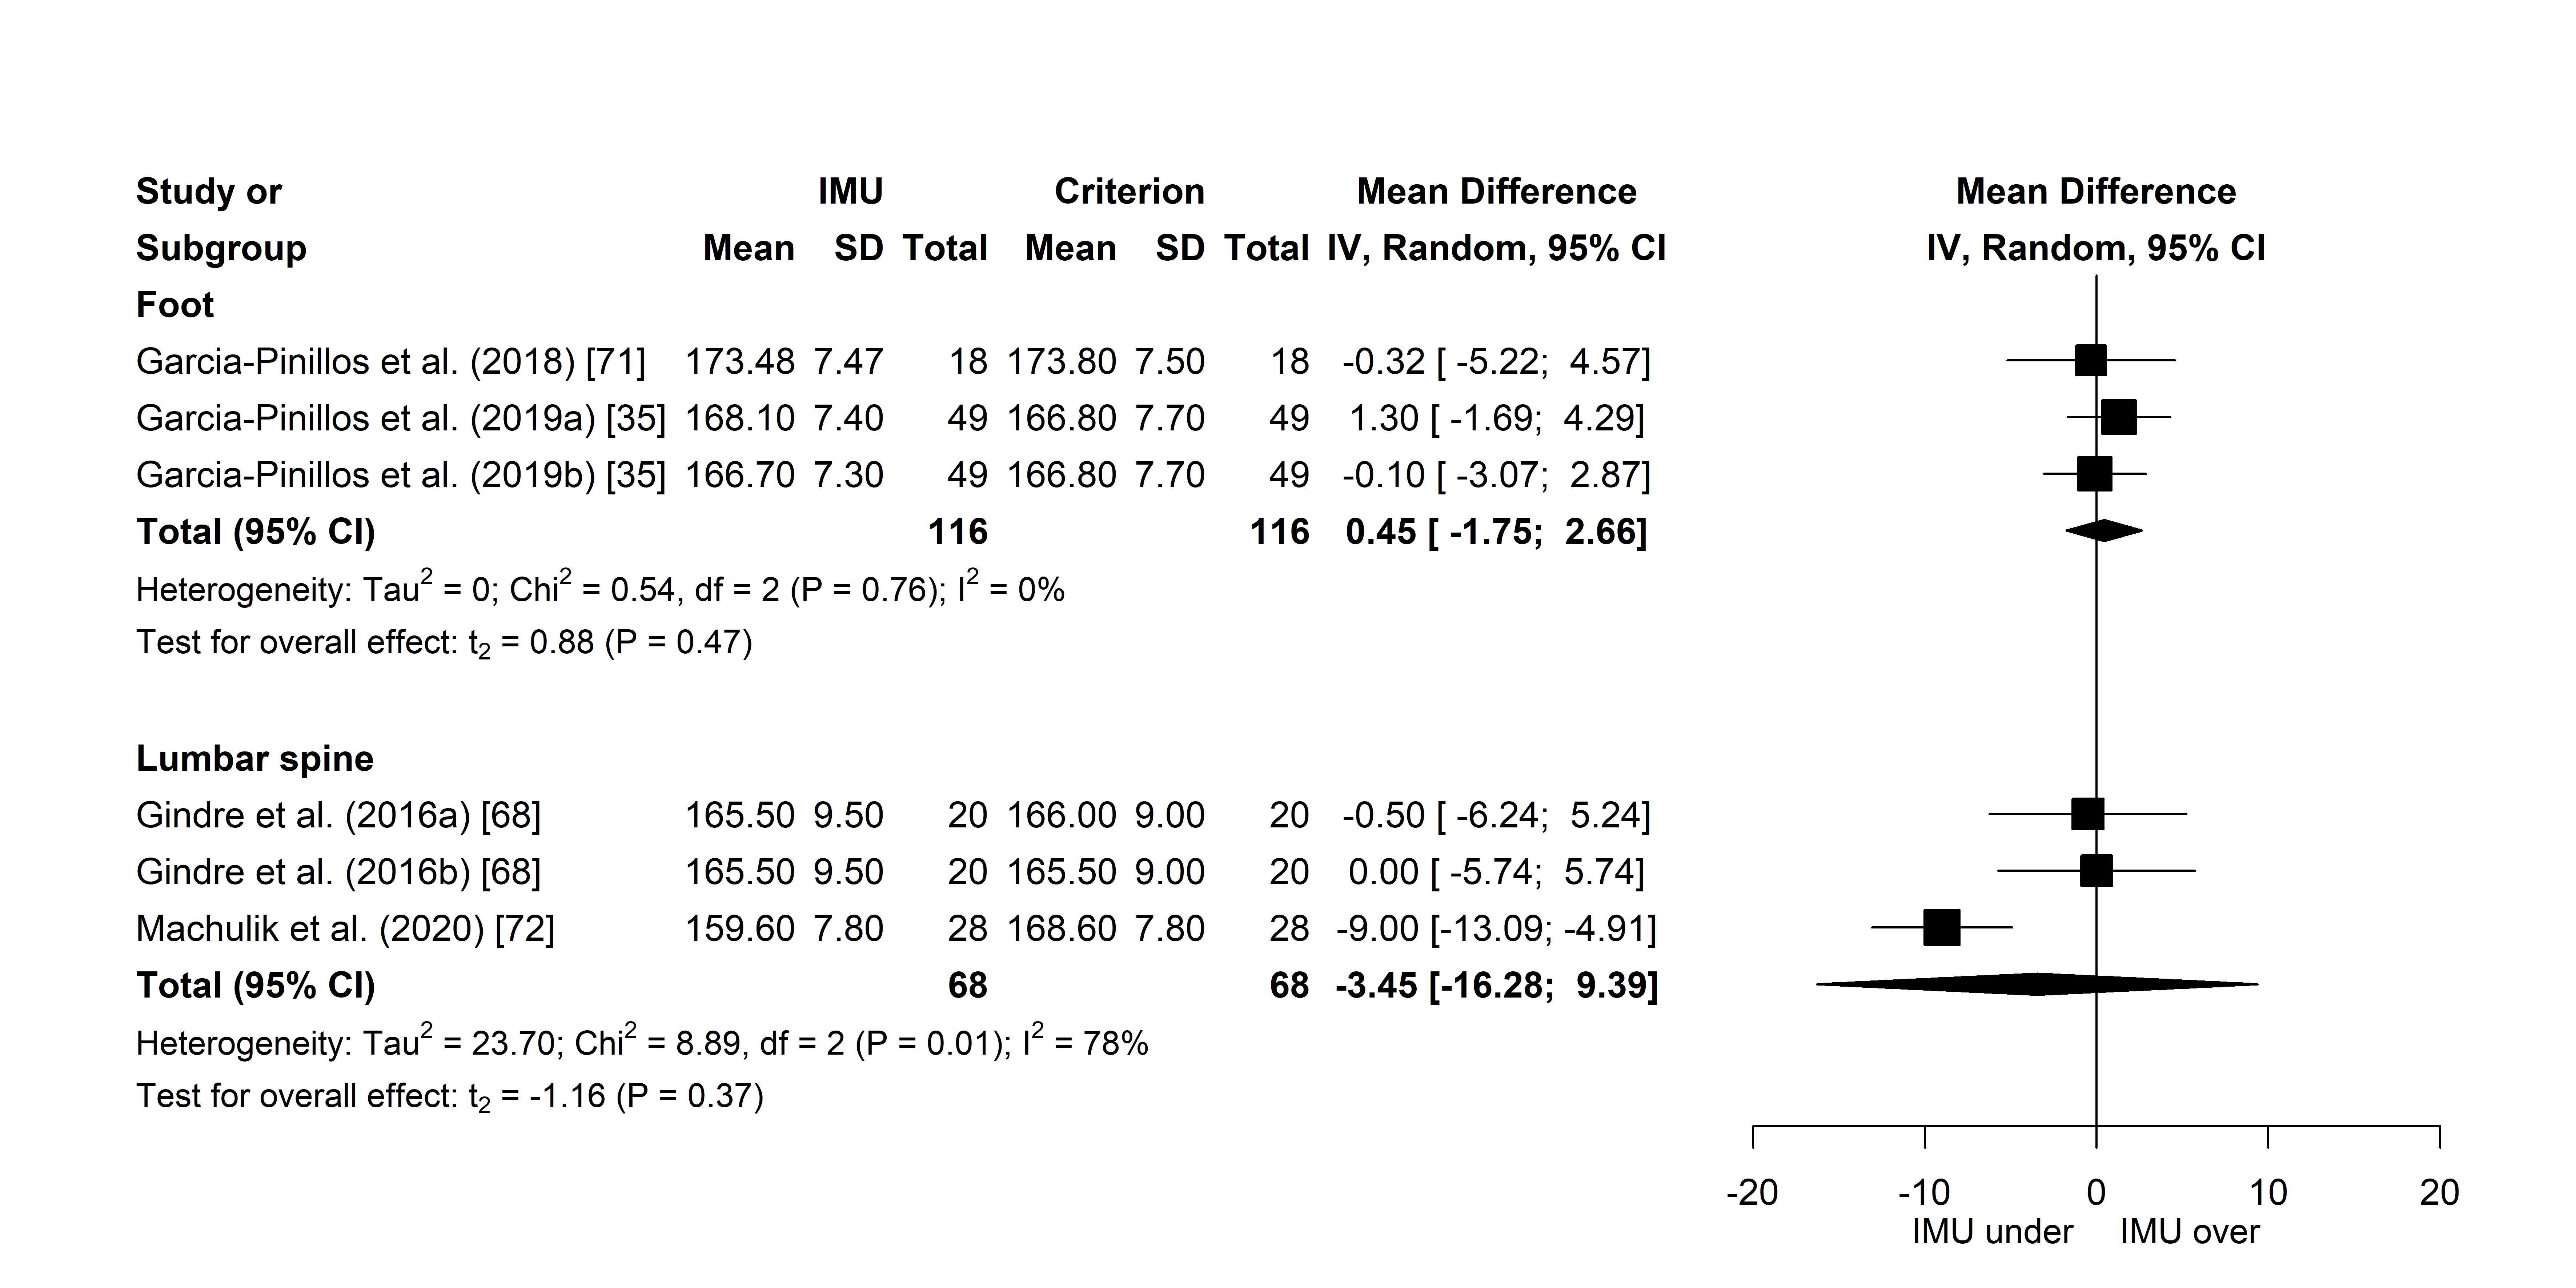 Study or IMU Criterion Mean Difference Mean Difference
Subgroup Mean SD Total Mean SD Total IV, Random, 95% CI IV, Random, 95% CI
Foot
Garcia-Pinillos et al. (2018) [71] 173.48 7.47 18 173.80 7.50 18 -0.32 [ -5.22; 4.57]
Garcia-Pinillos et al. (2019a) [35] 168.10 7.40 49 166.80 7.70 49 1.30 [ -1.69; 4.29]
Garcia-Pinillos et al. (2019b) [35] 166.70 7.30 49 166.80 7.70 49 -0.10 [ -3.07; 2.87]
Total (95% CI) 116 116 0.45 [ -1.75; 2.66]
Heterogeneity: Tau² = 0; Chi² = 0.54, df = 2 (P = 0.76); I² = 0%
Test for overall effect: t₂ = 0.88 (P = 0.47)
Lumbar spine
Gindre et al. (2016a) [68] 165.50 9.50 20 166.00 9.00 20 -0.50 [ -6.24; 5.24]
Gindre et al. (2016b) [68] 165.50 9.50 20 165.50 9.00 20 0.00 [ -5.74; 5.74]
Machulik et al. (2020) [72] 159.60 7.80 28 168.60 7.80 28 -9.00 [-13.09; -4.91]
Total (95% CI) 68 68 -3.45 [-16.28; 9.39]
Heterogeneity: Tau² = 23.70; Chi² = 8.89, df = 2 (P = 0.01); I² = 78%
Test for overall effect: t₂ = -1.16 (P = 0.37)
-20 -10 0 10 20
IMU under IMU over